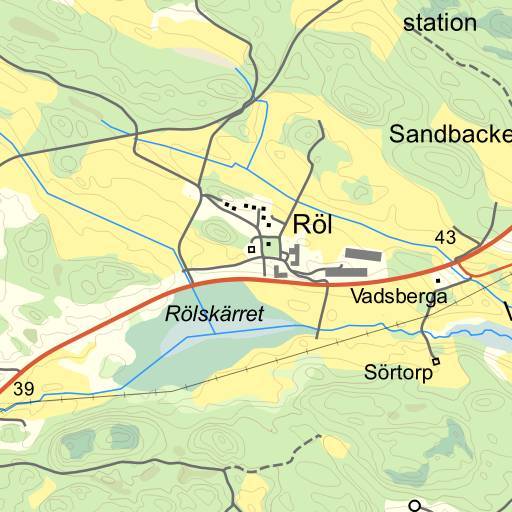 station
Sandbacke
Röl
43
Vadsberga
V
Rölskärret
Sörtorp
39